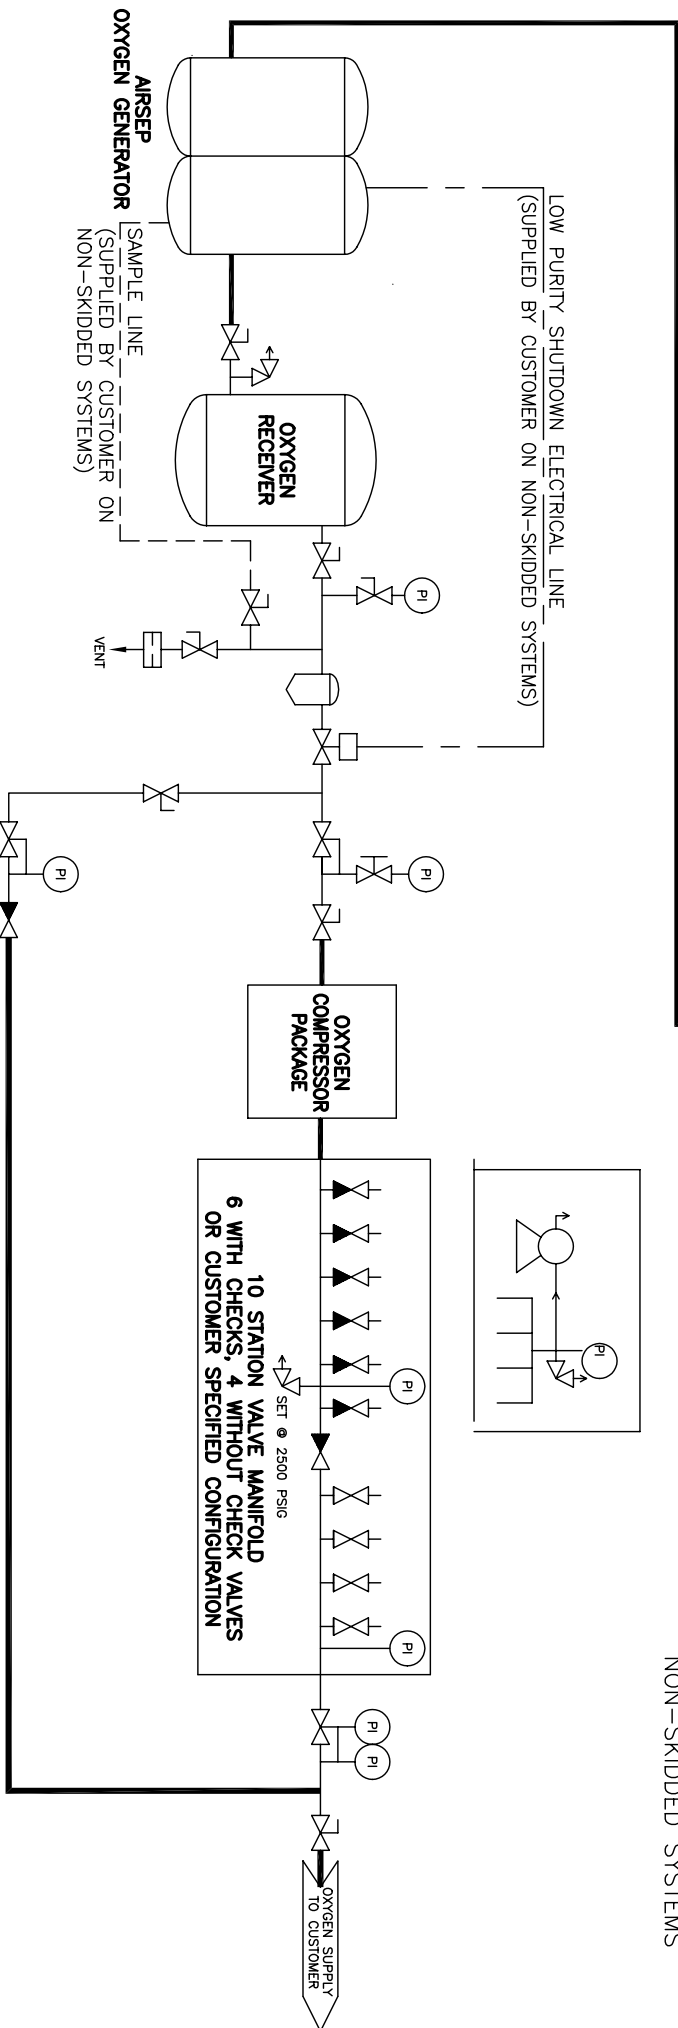 AIRSEP
OXYGEN GENERATOR
LOW PURITY SHUTDOWN ELECTRICAL LINE
(SUPPLIED BY CUSTOMER ON NON-SKIDDED SYSTEMS)
SAMPLE LINE
(SUPPLIED BY CUSTOMER ON
NON-SKIDDED SYSTEMS)
OXYGEN
RECEIVER
PI
VENT
PI
PI
OXYGEN
COMPRESSOR
PACKAGE
PI
PI
SET @ 2500 PSIG
10 STATION VALVE MANIFOLD
6 WITH CHECKS, 4 WITHOUT CHECK VALVES
OR CUSTOMER SPECIFIED CONFIGURATION
PI
PI
PI
NON-SKIDDED SYSTEMS
OXYGEN SUPPLY
TO CUSTOMER